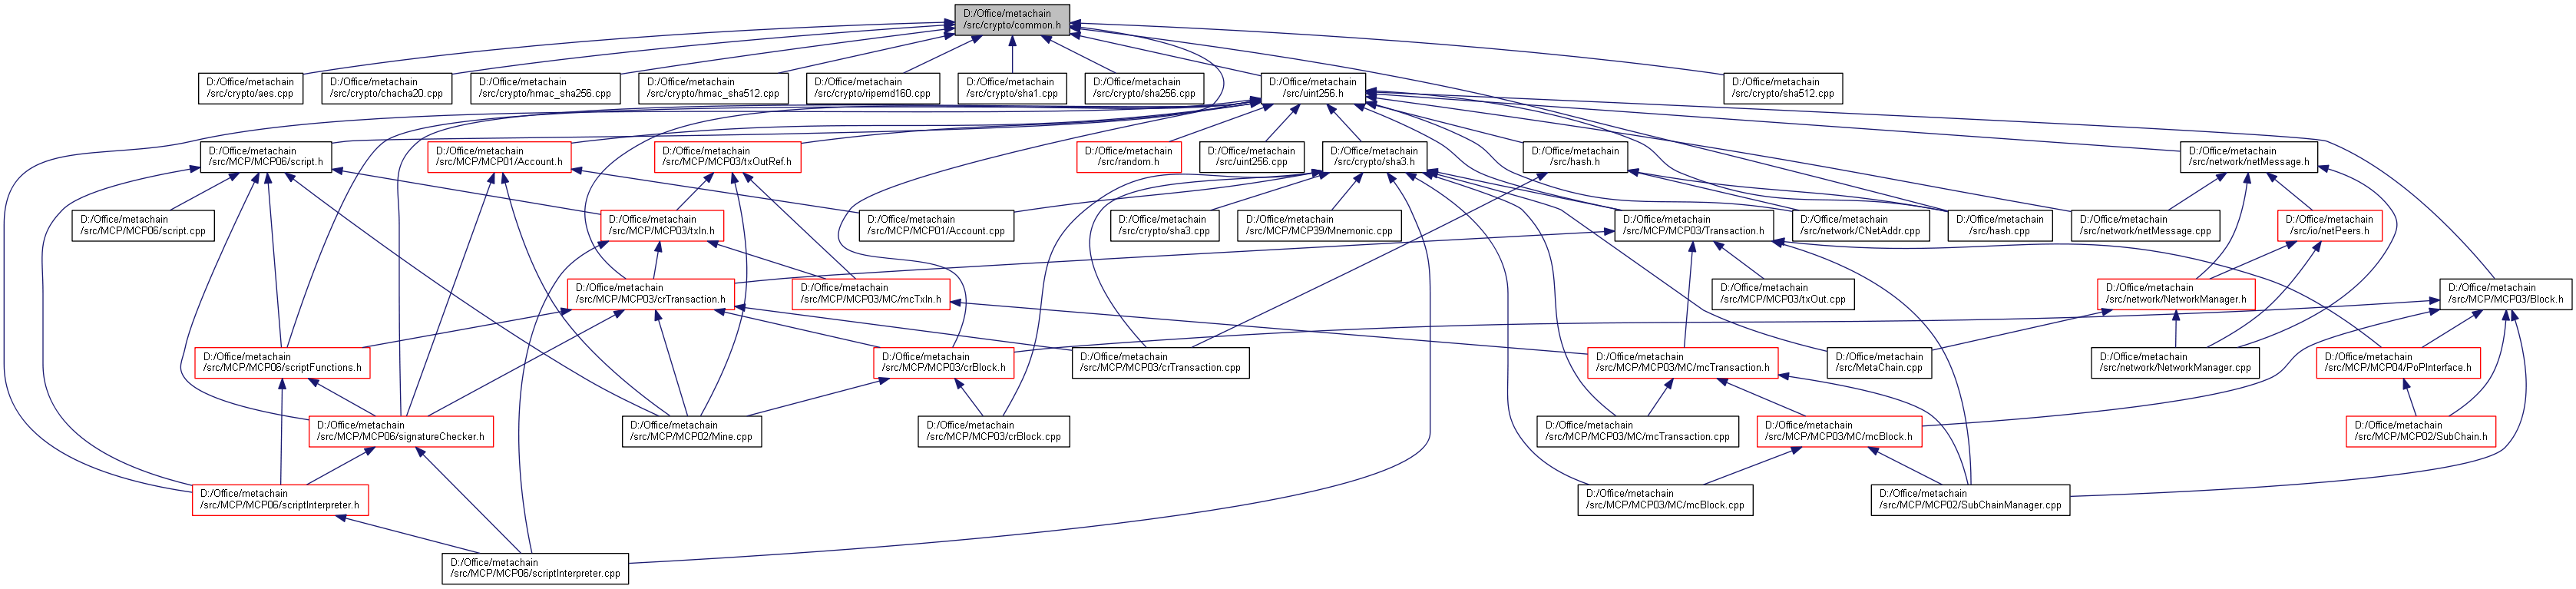 D:/Office/metachain
/src/crypto/common.h
D:/Office/metachain
/src/crypto/aes.cpp
D:/Office/metachain
/src/crypto/chacha20.cpp
D:/Office/metachain
/src/crypto/hmac_sha256.cpp
D:/Office/metachain
/src/crypto/hmac_sha512.cpp
D:/Office/metachain
/src/crypto/ripemd160.cpp
D:/Office/metachain
/src/crypto/sha1.cpp
D:/Office/metachain
/src/crypto/sha256.cpp
D:/Office/metachain
/src/uint256.h
D:/Office/metachain
/src/crypto/sha512.cpp
D:/Office/metachain
/src/MCP/MCP06/script.h
D:/Office/metachain
/src/MCP/MCP01/Account.h
D:/Office/metachain
/src/MCP/MCP03/txOutRef.h
D:/Office/metachain
/src/random.h
D:/Office/metachain
/src/uint256.cpp
D:/Office/metachain
/src/crypto/sha3.h
D:/Office/metachain
/src/hash.h
D:/Office/metachain
/src/network/netMessage.h
D:/Office/metachain
/src/MCP/MCP06/script.cpp
D:/Office/metachain
/src/MCP/MCP03/txIn.h
D:/Office/metachain
/src/MCP/MCP01/Account.cpp
D:/Office/metachain
/src/crypto/sha3.cpp
D:/Office/metachain
/src/MCP/MCP39/Mnemonic.cpp
D:/Office/metachain
/src/MCP/MCP03/Transaction.h
D:/Office/metachain
/src/network/CNetAddr.cpp
D:/Office/metachain
/src/hash.cpp
D:/Office/metachain
/src/network/netMessage.cpp
D:/Office/metachain
/src/io/netPeers.h
D:/Office/metachain
/src/MCP/MCP03/crTransaction.h
D:/Office/metachain
/src/MCP/MCP03/MC/mcTxIn.h
D:/Office/metachain
/src/MCP/MCP03/txOut.cpp
D:/Office/metachain
/src/network/NetworkManager.h
D:/Office/metachain
/src/MCP/MCP03/Block.h
D:/Office/metachain
/src/MCP/MCP06/scriptFunctions.h
D:/Office/metachain
/src/MCP/MCP03/crBlock.h
D:/Office/metachain
/src/MCP/MCP03/crTransaction.cpp
D:/Office/metachain
/src/MCP/MCP03/MC/mcTransaction.h
D:/Office/metachain
/src/MetaChain.cpp
D:/Office/metachain
/src/network/NetworkManager.cpp
D:/Office/metachain
/src/MCP/MCP04/PoPInterface.h
D:/Office/metachain
/src/MCP/MCP06/signatureChecker.h
D:/Office/metachain
/src/MCP/MCP02/Mine.cpp
D:/Office/metachain
/src/MCP/MCP03/crBlock.cpp
D:/Office/metachain
/src/MCP/MCP03/MC/mcTransaction.cpp
D:/Office/metachain
/src/MCP/MCP03/MC/mcBlock.h
D:/Office/metachain
/src/MCP/MCP02/SubChain.h
D:/Office/metachain
/src/MCP/MCP06/scriptInterpreter.h
D:/Office/metachain
/src/MCP/MCP03/MC/mcBlock.cpp
D:/Office/metachain
/src/MCP/MCP02/SubChainManager.cpp
D:/Office/metachain
/src/MCP/MCP06/scriptInterpreter.cpp